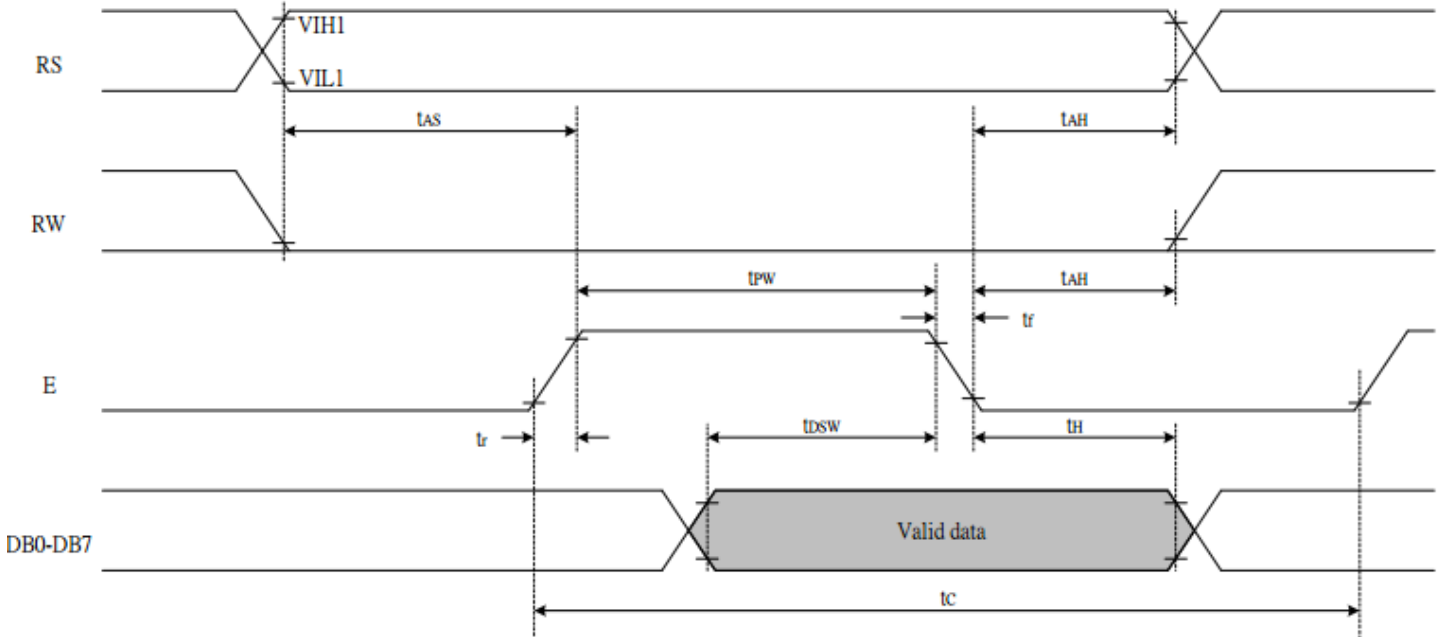 VIH1
RS
VIL1
tAS
tAH
RW
tPW
tAH
tf
E
tr
tDSW
tH
DB0-DB7
Valid data
tC